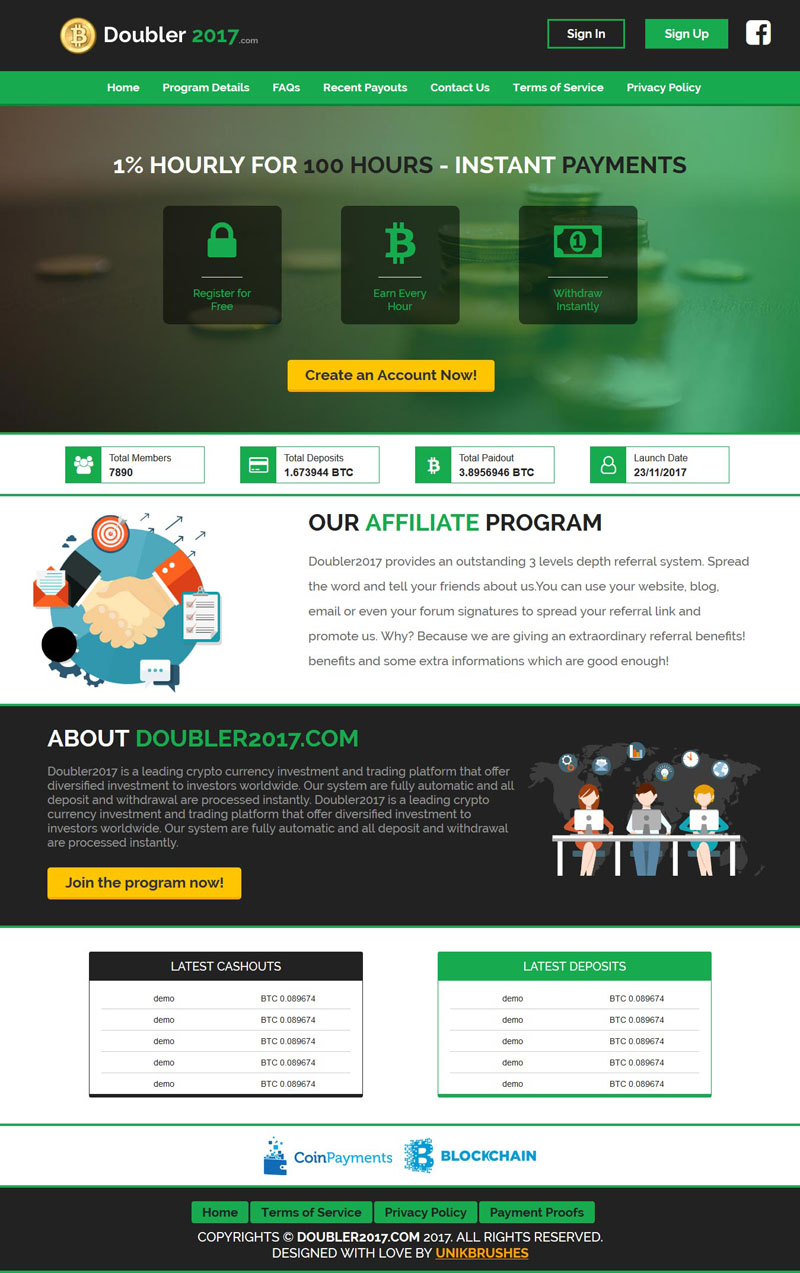 Doubler 2017.com
Sign In
Sign Up
Home
Program Details
FAQs
Recent Payouts
Contact Us
Terms of Service
Privacy Policy
1% HOURLY FOR 100 HOURS - INSTANT PAYMENTS
Register for
Free
Earn Every
Hour
1
Withdraw
Instantly
Create an Account Now!
Total Members
7890
Total Deposits
1.673944 BTC
Total Paidout
3.8956946 BTC
Launch Date
23/11/2017
OUR AFFILIATE PROGRAM
Doubler2017 provides an outstanding 3 levels depth referral system. Spread
the word and tell your friends about us.You can use your website, blog,
email or even your forum signatures to spread your referral link and
promote us. Why? Because we are giving an extraordinary referral benefits!
benefits and some extra informations which are good enough!
ABOUT DOUBLER2017.COM
Doubler2017 is a leading crypto currency investment and trading platform that offer
diversified investment to investors worldwide. Our system are fully automatic and all
deposit and withdrawal are processed instantly. Doubler2017 is a leading crypto
currency investment and trading platform that offer diversified investment to
investors worldwide. Our system are fully automatic and all deposit and withdrawal
are processed instantly.
Join the program now!
LATEST CASHOUTS
demo BTC 0.089674
demo BTC 0.089674
demo BTC 0.089674
demo BTC 0.089674
demo BTC 0.089674
LATEST DEPOSITS
demo BTC 0.089674
demo BTC 0.089674
demo BTC 0.089674
demo BTC 0.089674
demo BTC 0.089674
CoinPayments
BLOCKCHAIN
Home
Terms of Service
Privacy Policy
Payment Proofs
COPYRIGHTS © DOUBLER2017.COM 2017. ALL RIGHTS RESERVED.
DESIGNED WITH LOVE BY UNIKBRUSHES